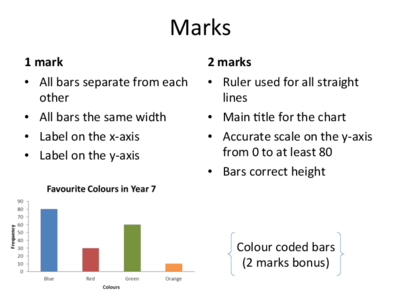 Marks
1 mark
• All bars separate from each
other
• All bars the same width
• Label on the x-axis
• Label on the y-axis
2 marks
• Ruler used for all straight
lines
• Main title for the chart
• Accurate scale on the y-axis
from 0 to at least 80
• Bars correct height
Favourite Colours in Year 7
Frequency
90
80
70
60
50
40
30
20
10
0
Blue Red Green Orange
Colours
Colour coded bars
(2 marks bonus)